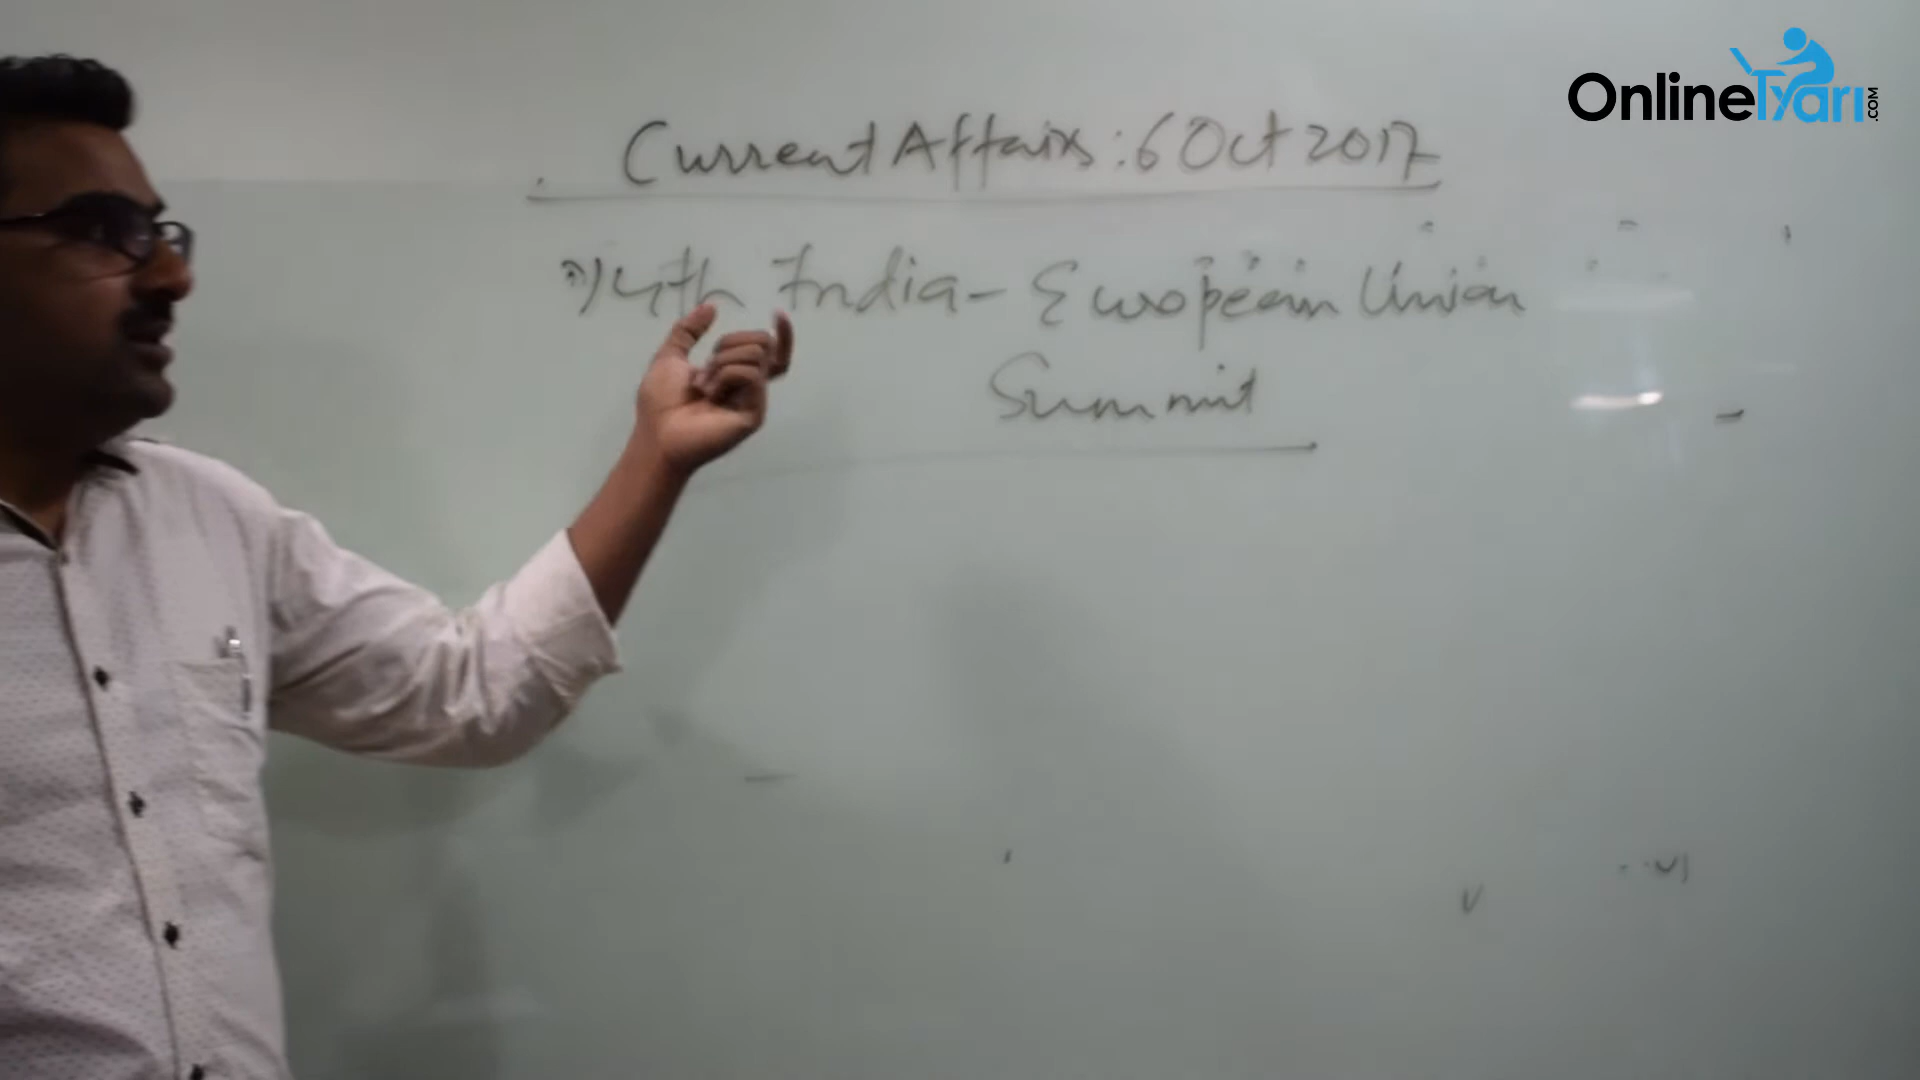 OnlineTyari.com
Current Affairs : 6 Oct 2017
14th India - European Union
Summit